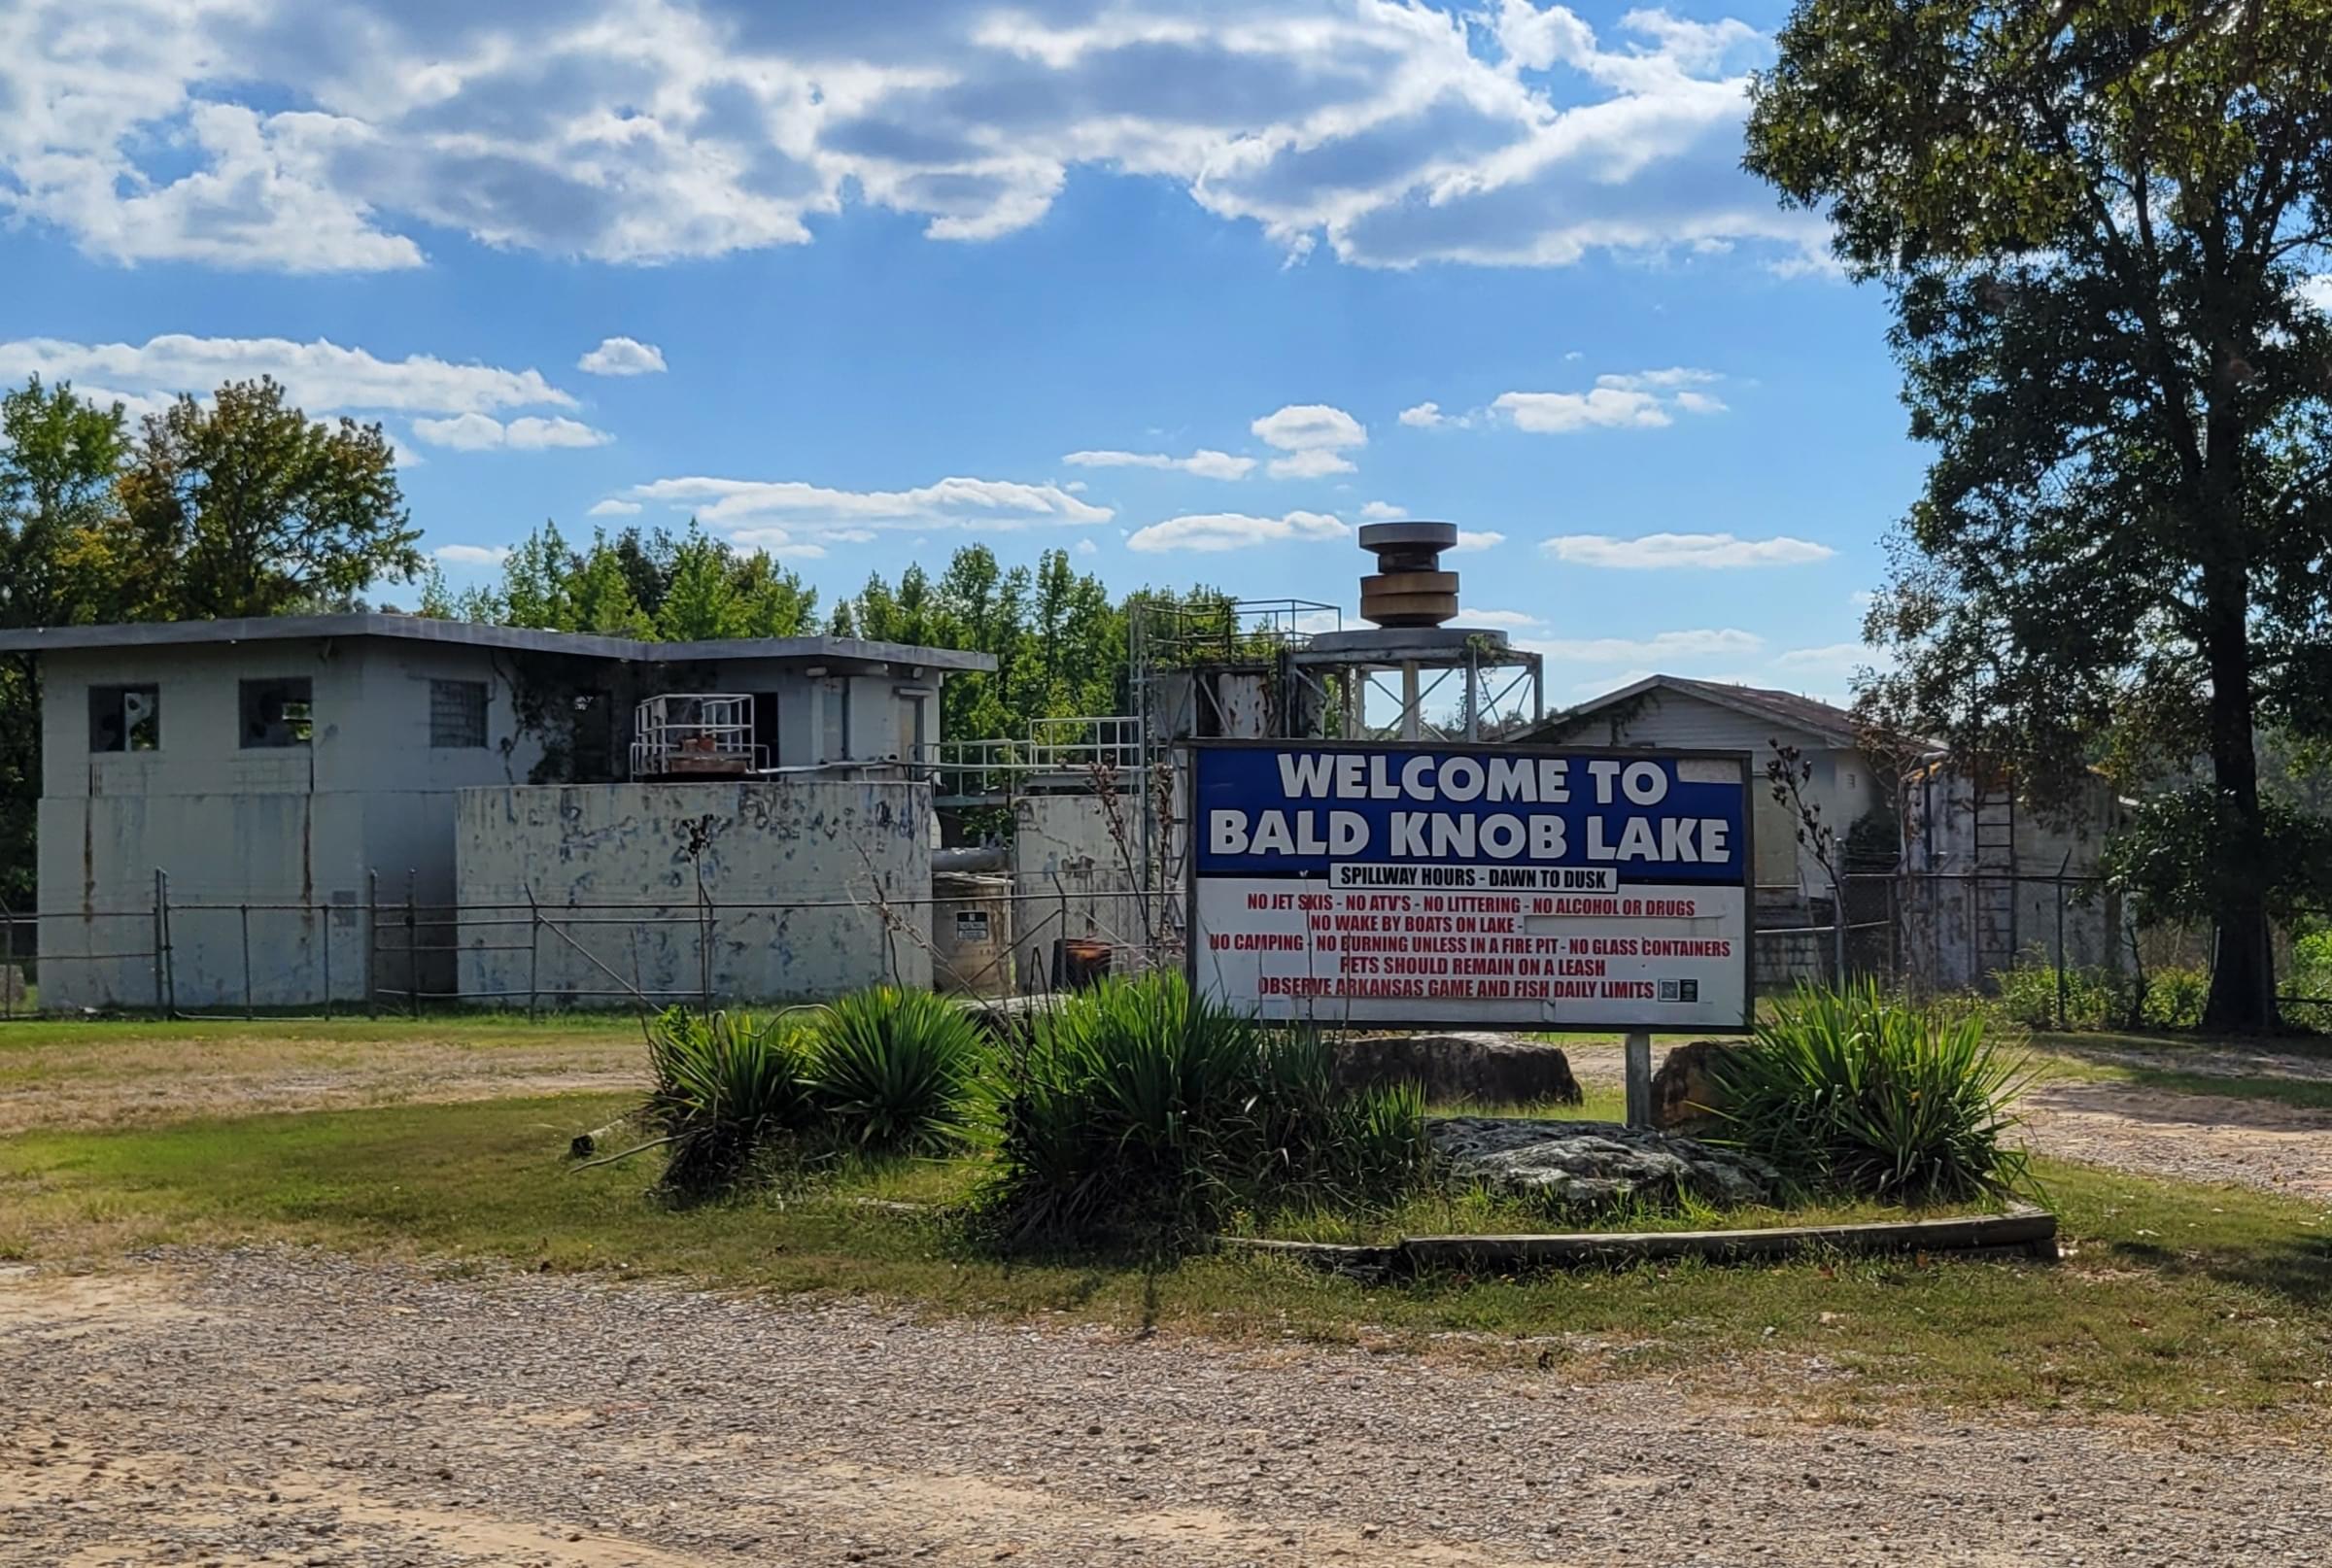 WELCOME TO
BALD KNOB LAKE
SPILLWAY HOURS - DAWN TO DUSK
NO JET SKIS - NO ATV'S - NO LITTERING - NO ALCOHOL OR DRUGS
NO WAKE BY BOATS ON LAKE -
NO CAMPING - NO BURNING UNLESS IN A FIRE PIT - NO GLASS CONTAINERS
PETS SHOULD REMAIN ON A LEASH
OBSERVE ARKANSAS GAME AND FISH DAILY LIMITS